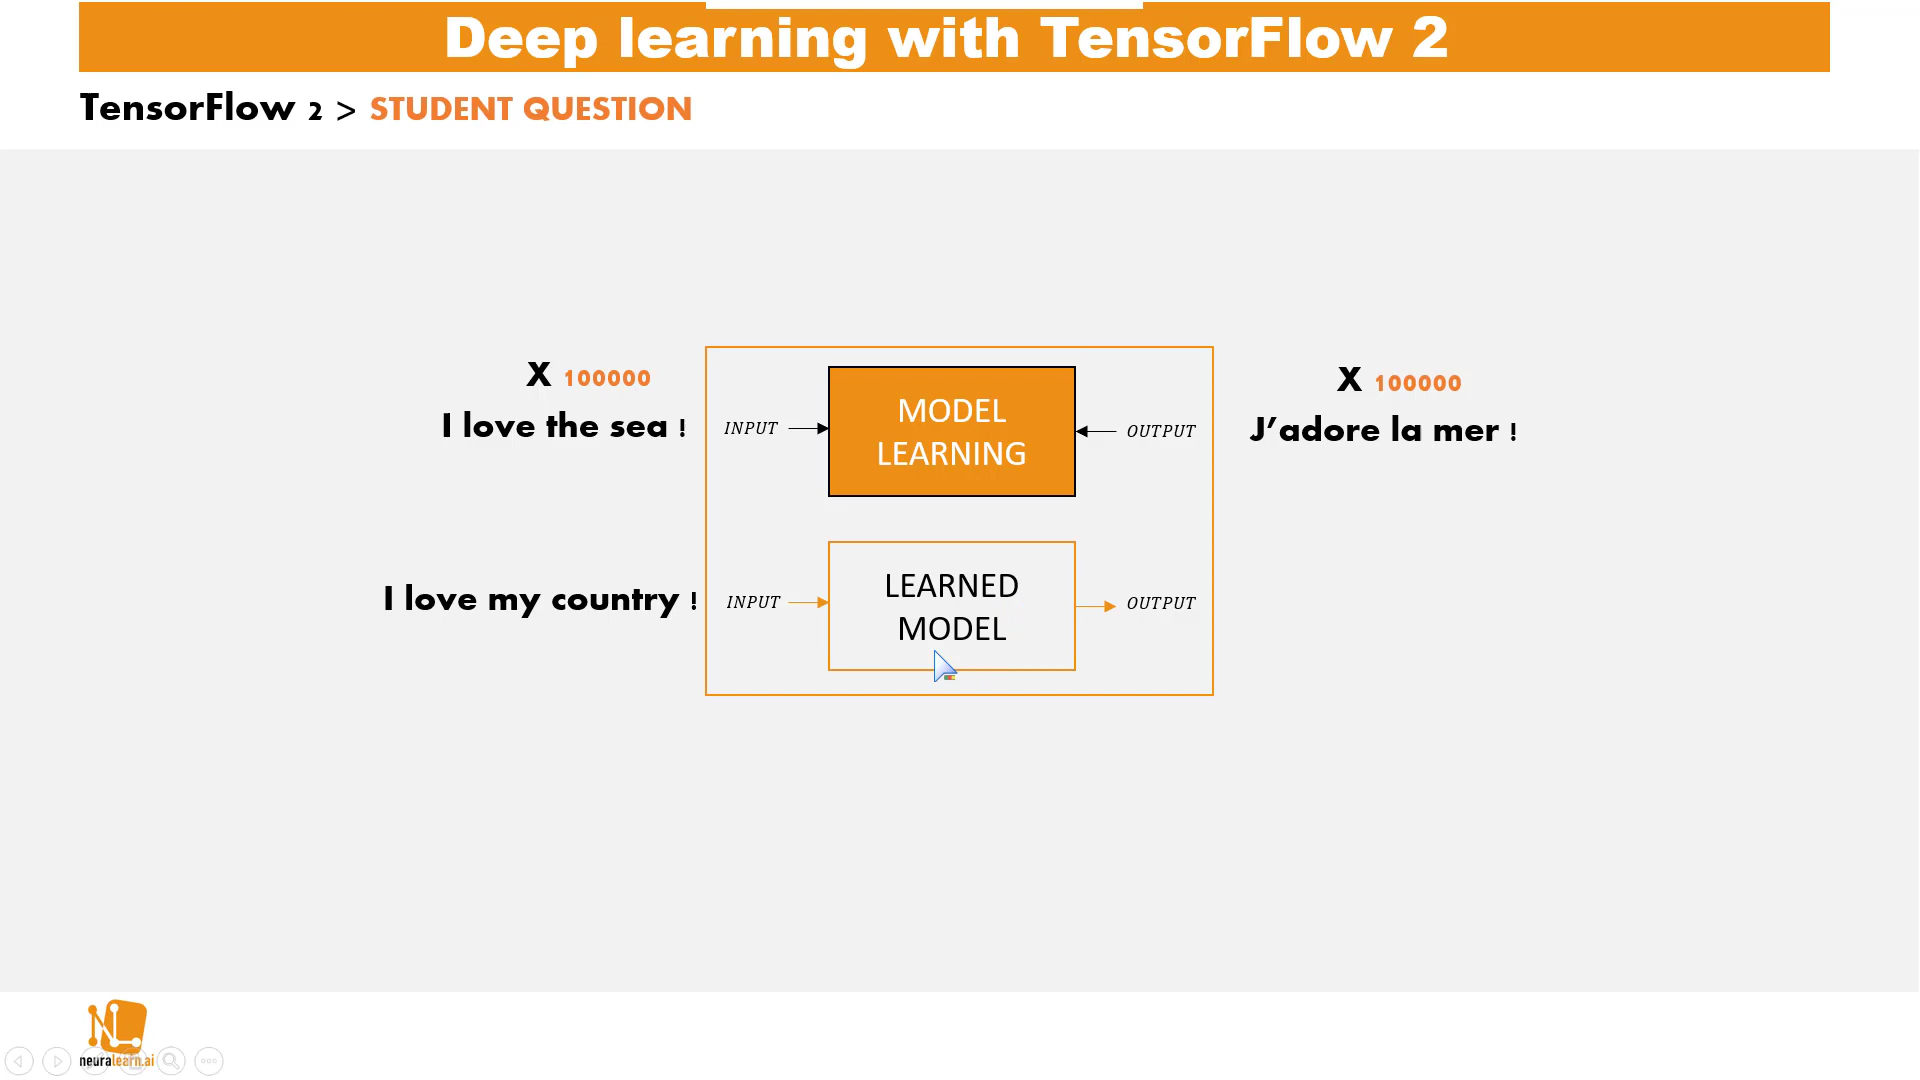 Deep learning with TensorFlow 2
TensorFlow 2 > STUDENT QUESTION
X 100000
I love the sea !
INPUT
MODEL
LEARNING
OUTPUT
X 100000
J’adore la mer !
I love my country !
INPUT
LEARNED
MODEL
OUTPUT
NL
neuralearn.ai